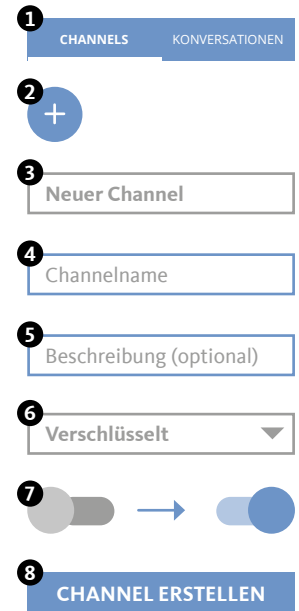 1
CHANNELS KONVERSATIONEN
2
+
3
Neuer Channel
4
Channelname
5
Beschreibung (optional)
6
Verschlüsselt
7
8
CHANNEL ERSTELLEN